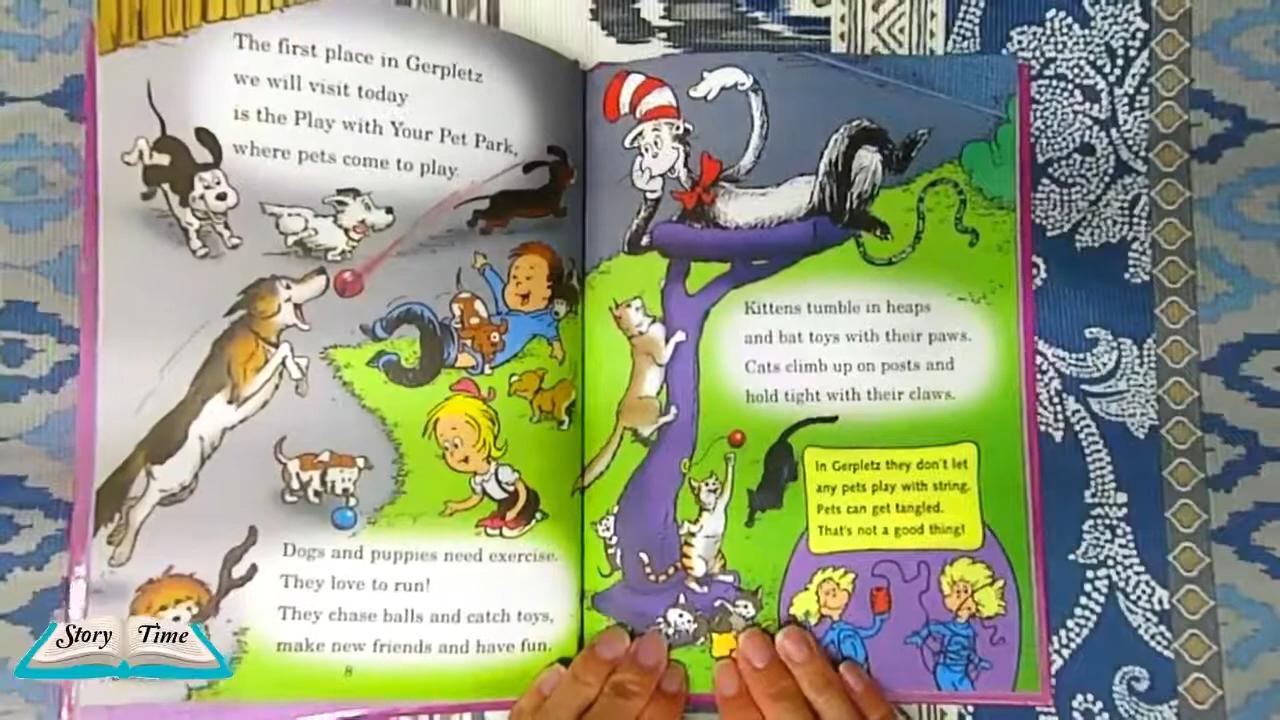 The first place in Gerpletz
we will visit today
is the Play with Your Pet Park,
where pets come to play.
Dogs and puppies need exercise.
They love to run!
They chase balls and catch toys,
make new friends and have fun.
8
Kittens tumble in heaps
and bat toys with their paws.
Cats climb up on posts and
hold tight with their claws.
In Gerpletz they don't let
any pets play with string.
Pets can get tangled.
That's not a good thing!
Story Time